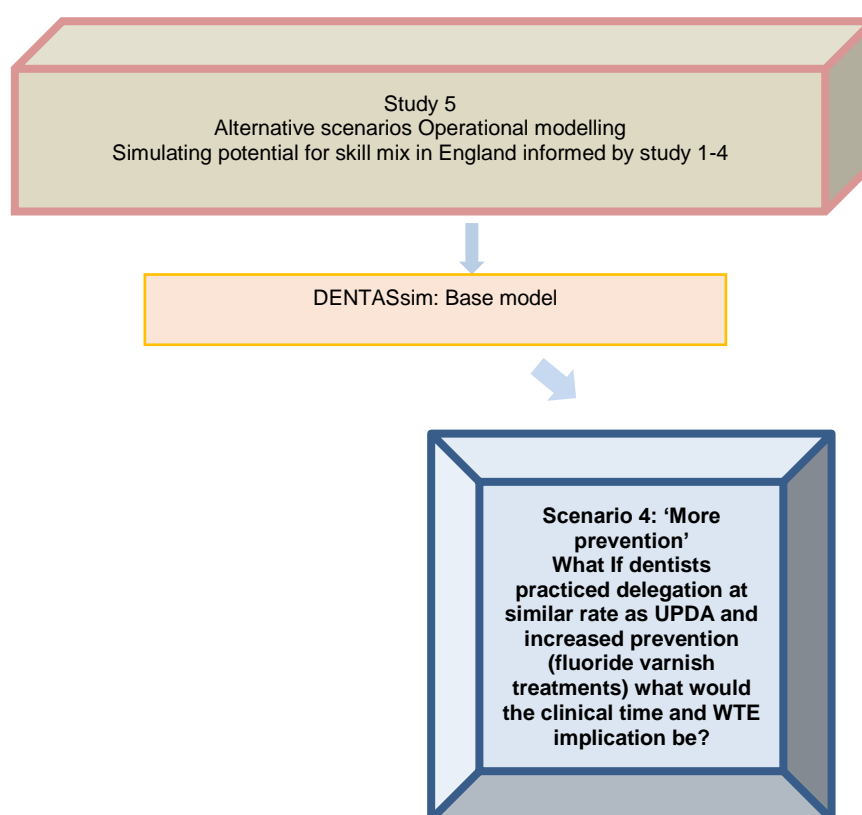 Study 5
Alternative scenarios Operational modelling
Simulating potential for skill mix in England informed by study 1-4
DENTASsim: Base model
Scenario 4: ‘More
prevention’
What If dentists
practiced delegation at
similar rate as UPDA and
increased prevention
(fluoride varnish
treatments) what would
the clinical time and WTE
implication be?